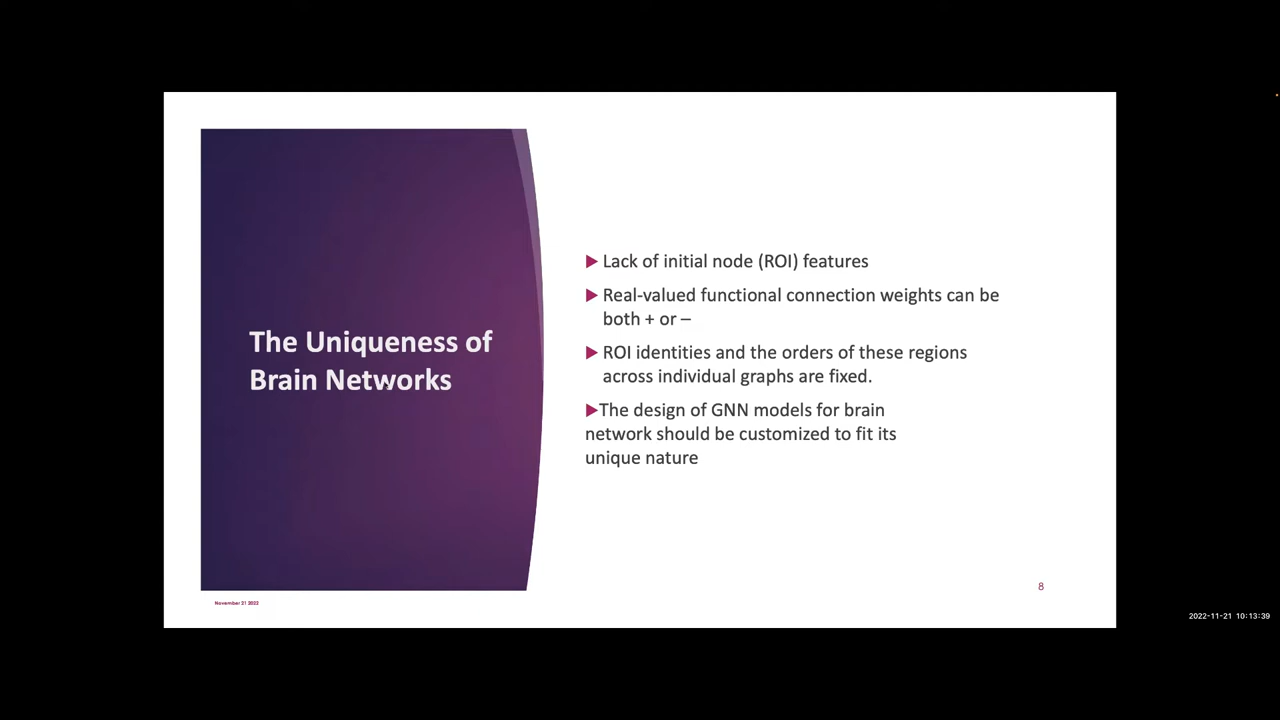 The Uniqueness of
Brain Networks
▶ Lack of initial node (ROI) features
▶ Real-valued functional connection weights can be
both + or –
▶ ROI identities and the orders of these regions
across individual graphs are fixed.
▶The design of GNN models for brain
network should be customized to fit its
unique nature
8
November 21 2022
2022-11-21 10:13:39